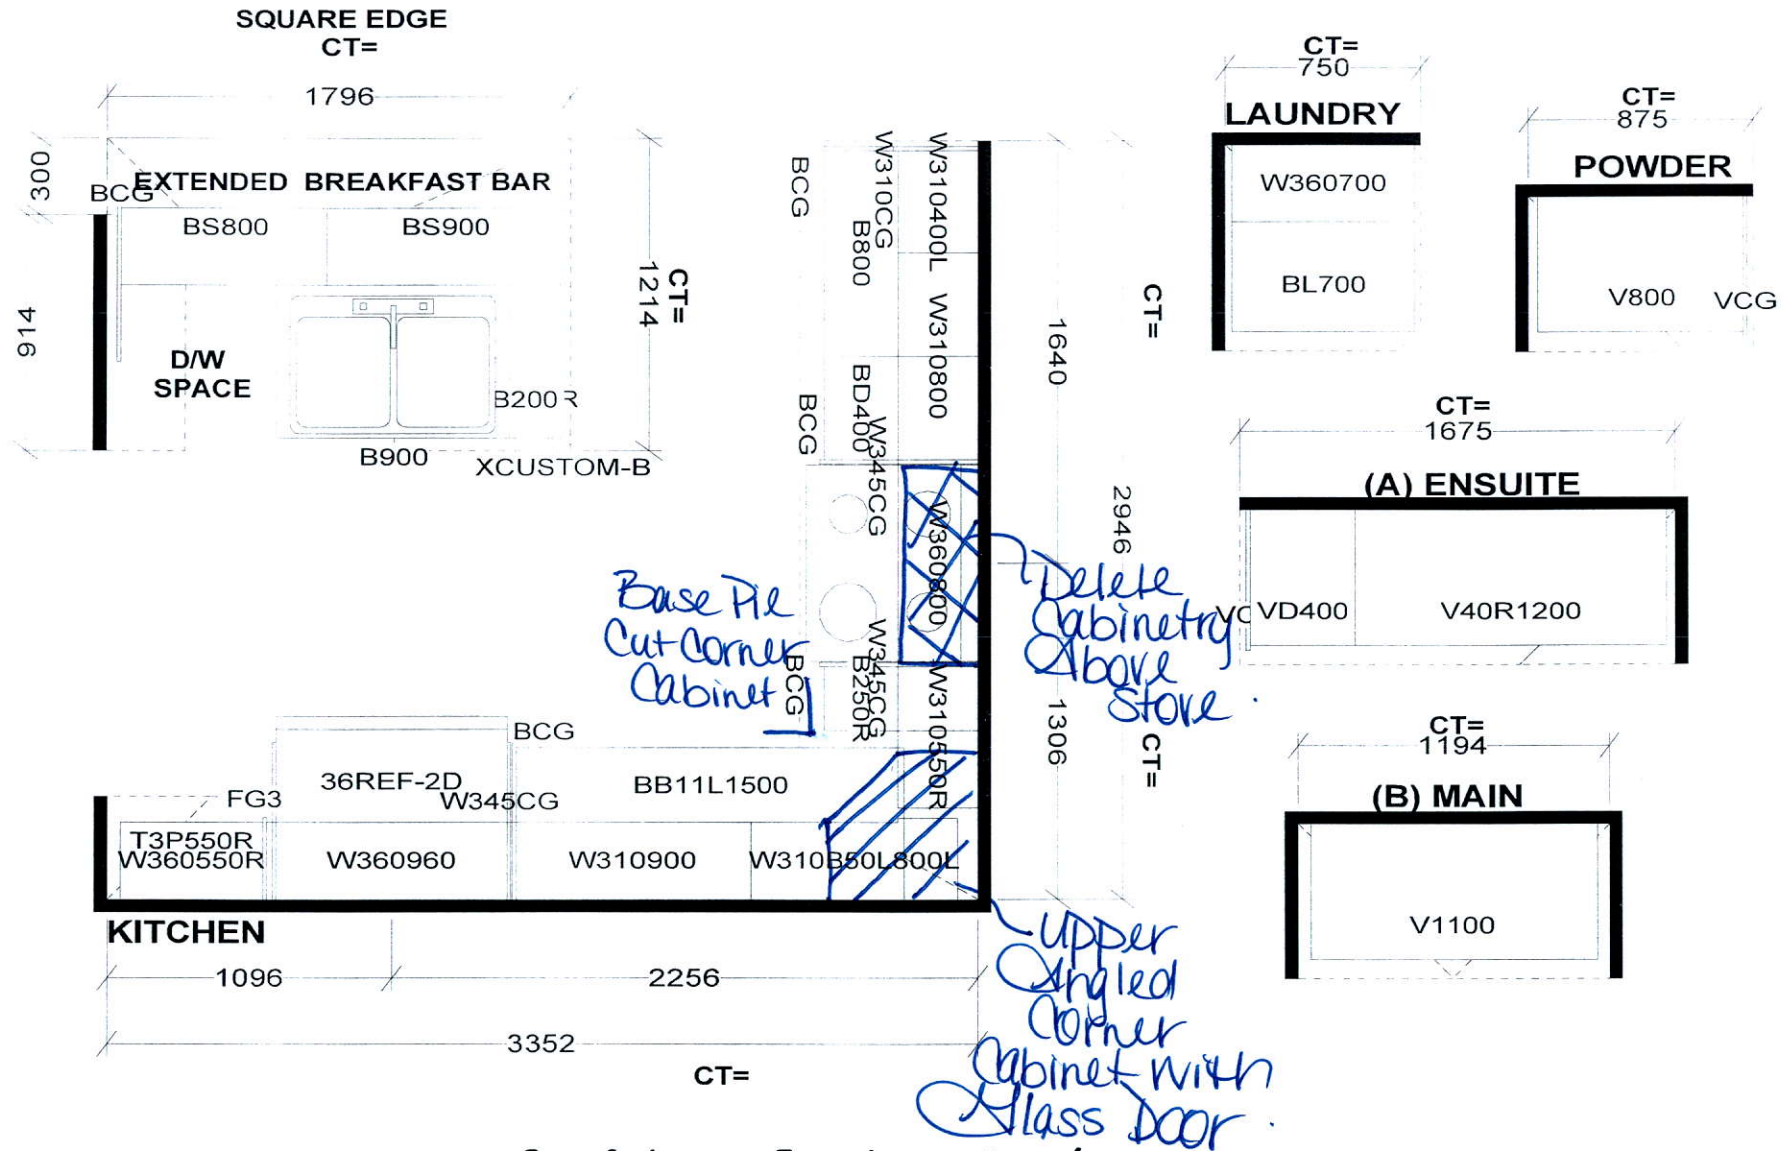 SQUARE EDGE
CT=
1796
300
BCG
EXTENDED BREAKFAST BAR
BS800
BS900
914
D/W
SPACE
B200R
B900
XCUSTOM-B
CT=
1214
BCG
W310CG
W310400L
B800
W310800
BCG
BD400
W345CG
W360800
W345CG
BCG
B250R
W310550R
CT=
1640
2946
1306
CT=
Base Pie
Cut Corner
Cabinet
Delete
Cabinetry
Above
Stove.
BCG
36REF-2D
FG3
W345CG
BB11L1500
T3P550R
W360550R
W360960
W310900
W310B50L800L
KITCHEN
1096
2256
3352
CT=
Upper
Angled
Corner
Cabinet with
Glass Door.
CT=
750
LAUNDRY
W360700
BL700
CT=
875
POWDER
V800
VCG
CT=
1675
(A) ENSUITE
VC
VD400
V40R1200
CT=
1194
(B) MAIN
V1100